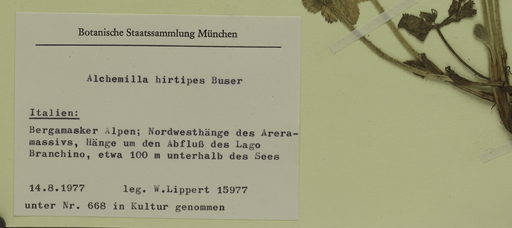 Botanische Staatssammlung München
Alchemilla hirtipes Buser
Italien:
Bergamasker Alpen; Nordwesthänge des Arera-
massivs, Hänge um den Abfluß des Lago
Branchino, etwa 100 m unterhalb des Sees
14.8.1977 leg. W.Lippert 15977
unter Nr. 668 in Kultur genommen